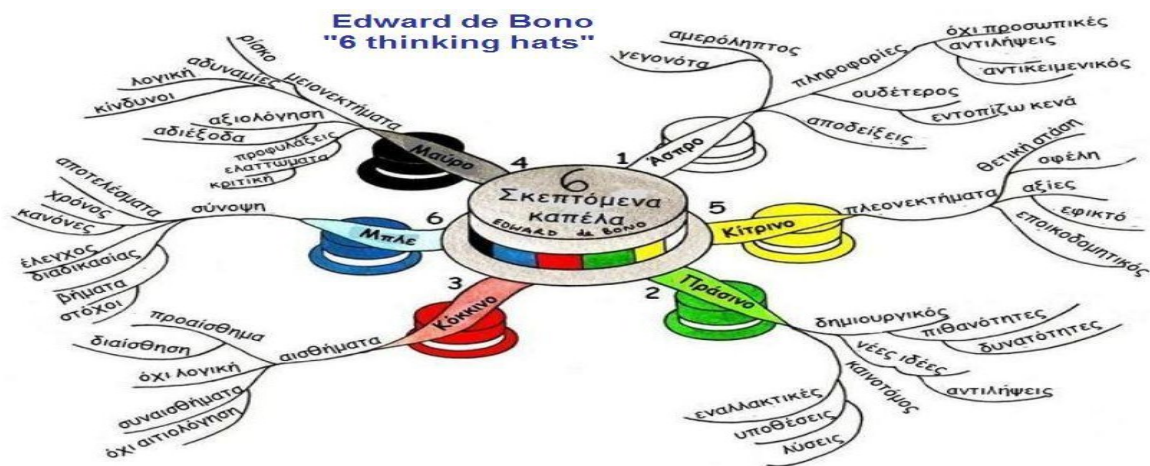 Edward de Bono
"6 thinking hats"
6
Σκεπτόμενα
καπέλα
EDWARD de BONO
1
Άσπρο
αμερόληπτος
γεγονότα
πληροφορίες
όχι προσωπικές
αντιλήψεις
αντικειμενικός
ουδέτερος
εντοπίζω κενά
αποδείξεις
5
Κίτρινο
πλεονεκτήματα
θετική στάση
οφέλη
αξίες
εφικτό
εποικοδομητικός
2
Πράσινο
δημιουργικός
πιθανότητες
δυνατότητες
νέες ιδέες
αντιλήψεις
καινοτόμος
εναλλακτικές
υποθέσεις
λύσεις
3
Κόκκινο
αισθήματα
προαίσθημα
διαίσθηση
όχι λογική
συναισθήματα
όχι αιτιολόγηση
6
Μπλε
σύνοψη
αποτελέσματα
χρόνος
κανόνες
έλεγχος
διαδικασίας
βήματα
στόχοι
4
Μαύρο
μειονεκτήματα
ρίσκο
αδυναμίες
λογική
κίνδυνοι
αξιολόγηση
αδιέξοδα
προφυλάξεις
ελαττώματα
κριτική